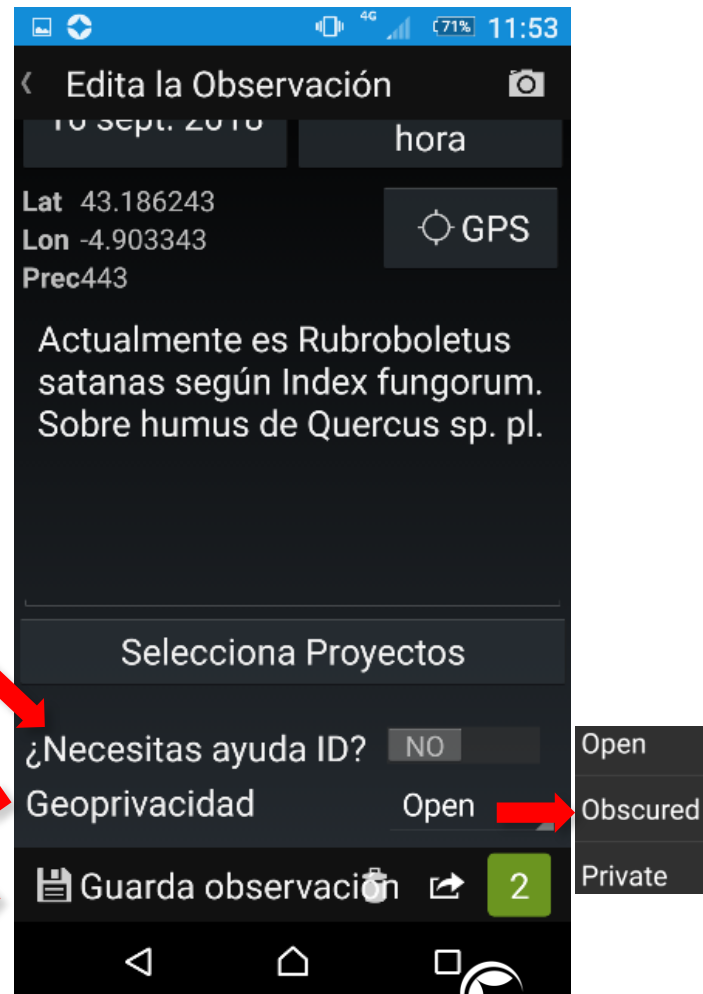 4G 71% 11:53
Edita la Observación
hora
Lat 43.186243
Lon -4.903343
GPS
Prec443
Actualmente es Rubroboletus
satanas según Index fungorum.
Sobre humus de Quercus sp. pl.
Selecciona Proyectos
¿Necesitas ayuda ID? NO
Geoprivacidad Open
Open
Obscured
Private
Guarda observación 2